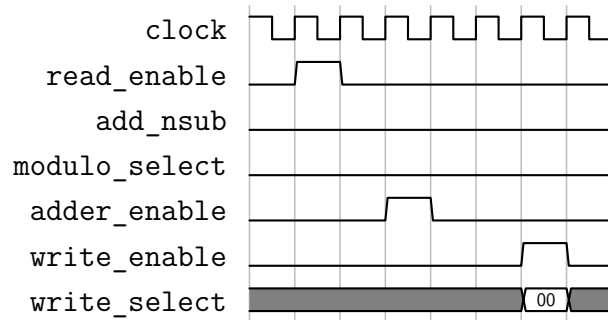 clock
read_enable
add_nsub
modulo_select
adder_enable
write_enable
write_select 00